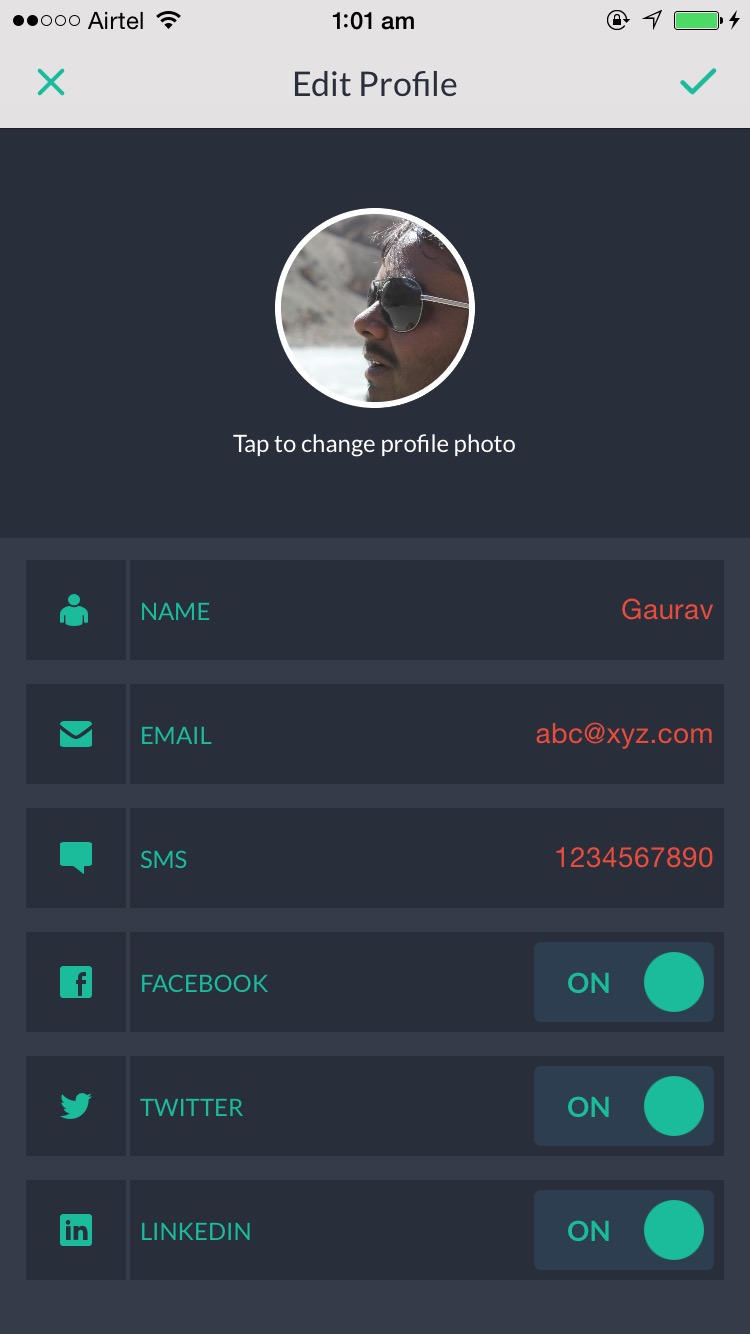 Airtel 1:01 am
Edit Profile
Tap to change profile photo
NAME Gaurav
EMAIL abc@xyz.com
SMS 1234567890
FACEBOOK ON
TWITTER ON
LINKEDIN ON